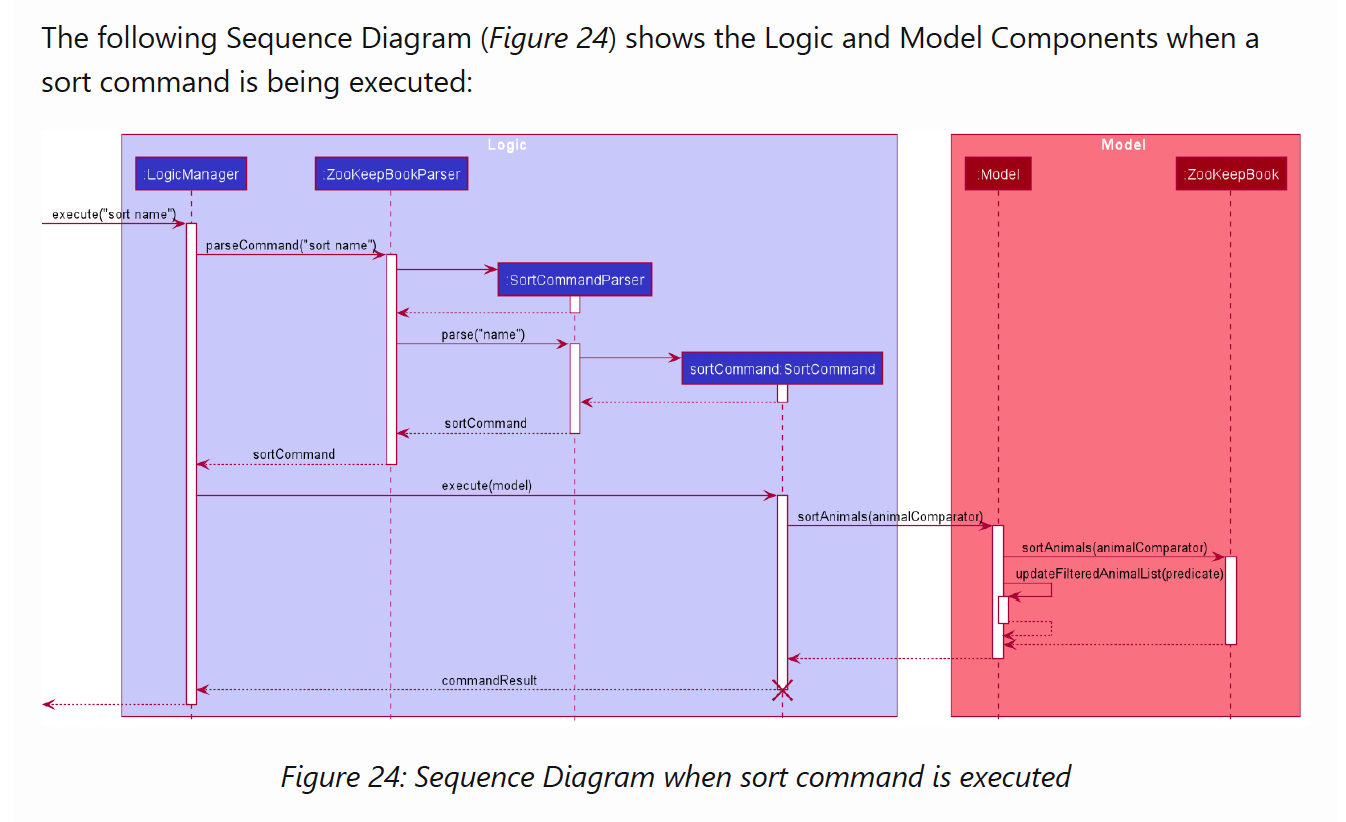 The following Sequence Diagram (Figure 24) shows the Logic and Model Components when a
sort command is being executed:
Logic
Model
:LogicManager
:ZooKeepBookParser
:Model
:ZooKeepBook
execute("sort name")
parseCommand("sort name")
:SortCommandParser
parse("name")
sortCommand:SortCommand
sortCommand
sortCommand
execute(model)
sortAnimals(animalComparator)
sortAnimals(animalComparator)
updateFilteredAnimalList(predicate)
commandResult
Figure 24: Sequence Diagram when sort command is executed